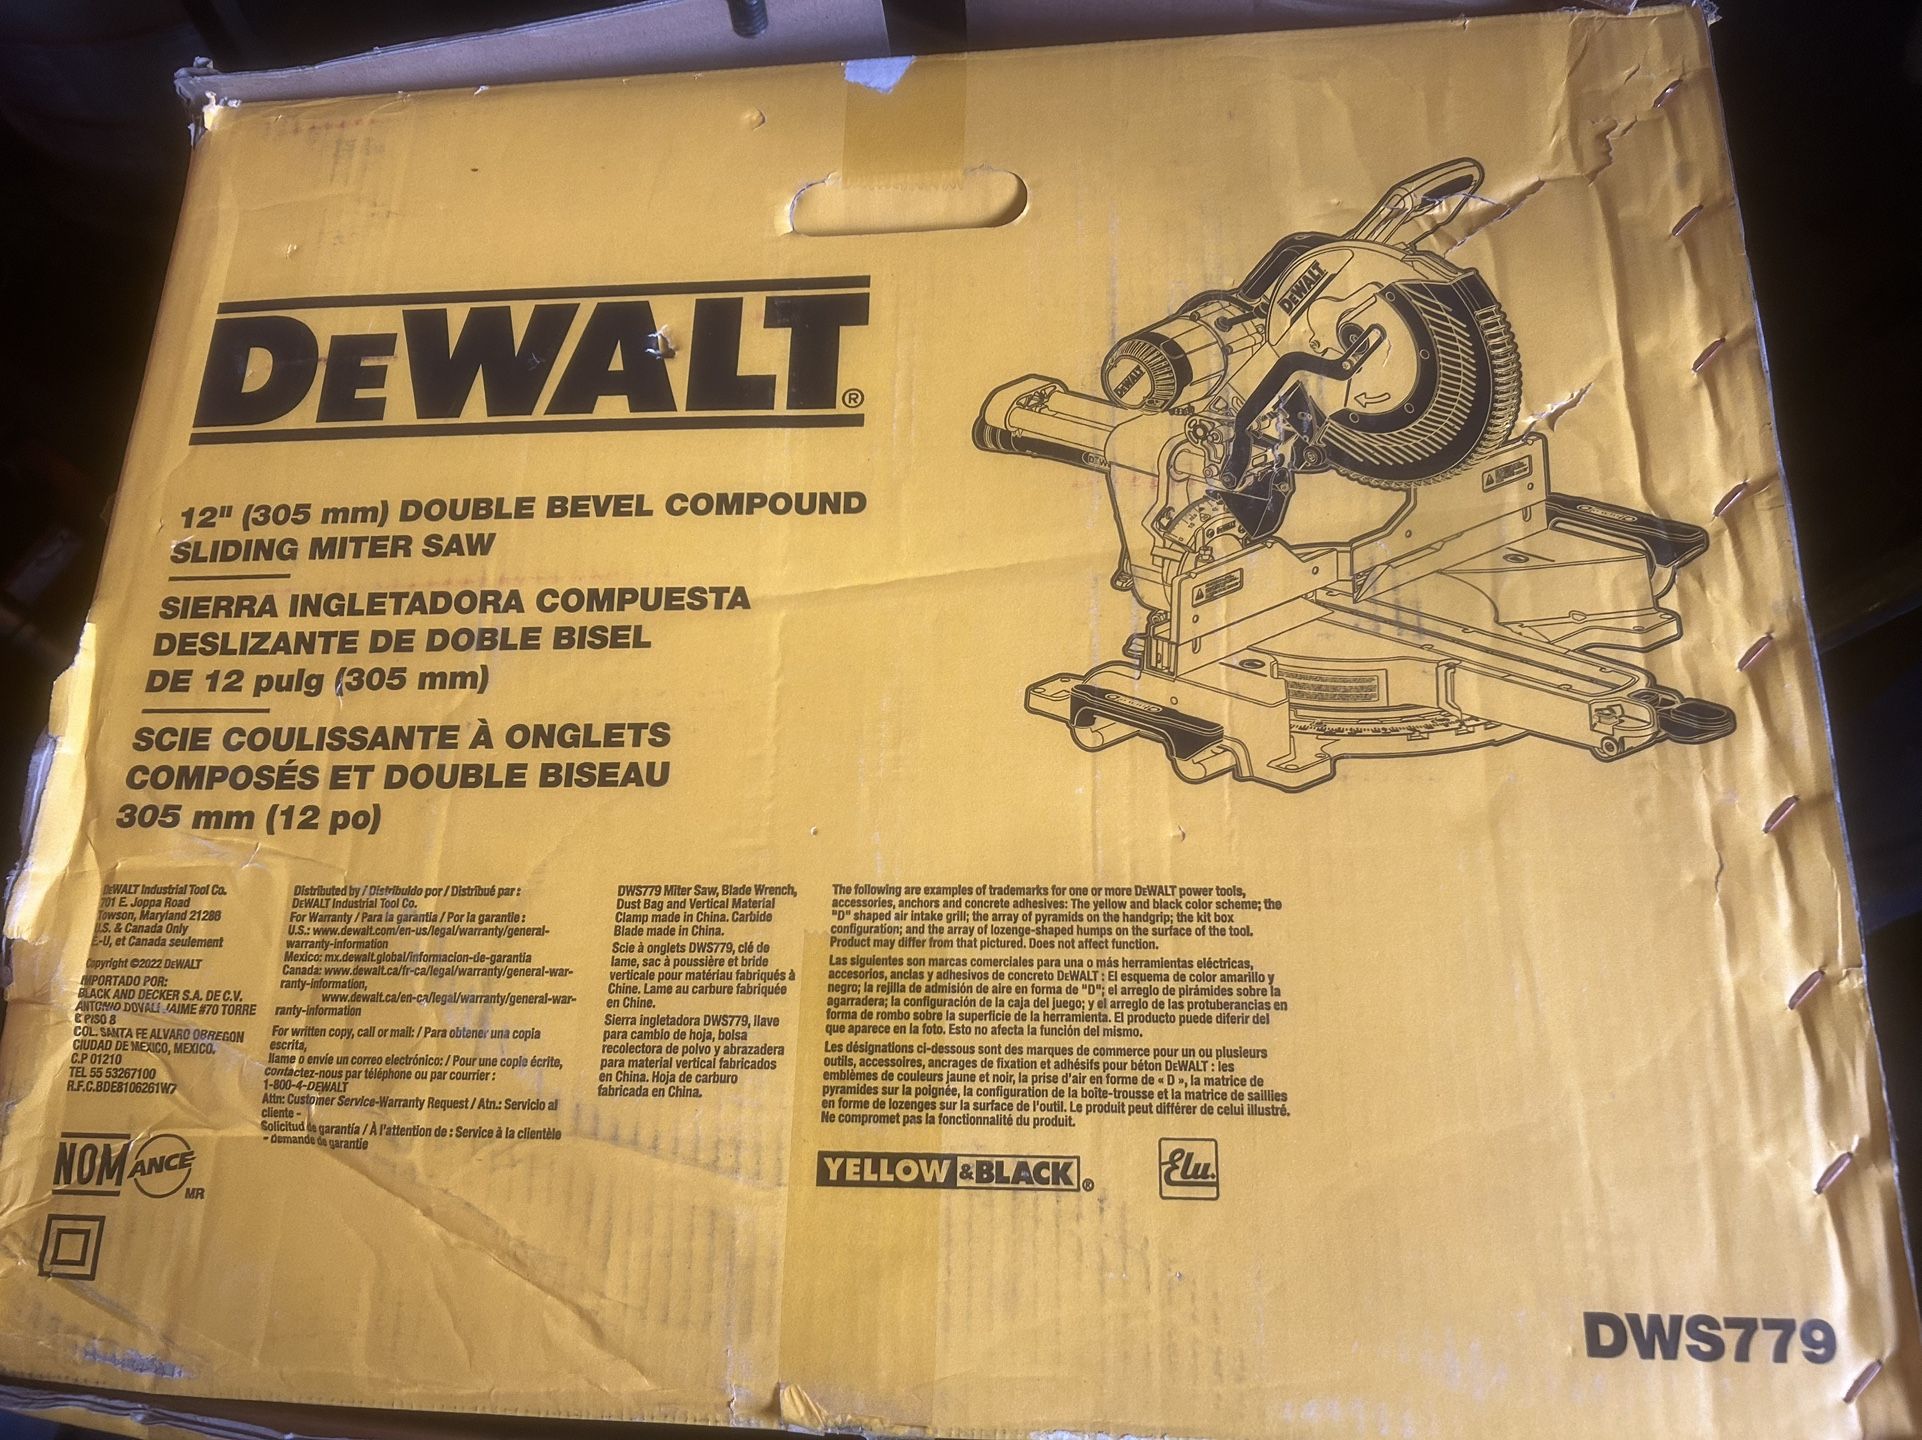 DEWALT®
12" (305 mm) DOUBLE BEVEL COMPOUND
SLIDING MITER SAW
SIERRA INGLETADORA COMPUESTA
DESLIZANTE DE DOBLE BISEL
DE 12 pulg (305 mm)
SCIE COULISSANTE À ONGLETS
COMPOSÉS ET DOUBLE BISEAU
305 mm (12 po)
DEWALT
DEWALT
DEWALT Industrial Tool Co.
701 E. Joppa Road
Towson, Maryland 21286
U.S. & Canada Only
E-U, et Canada seulement
Copyright ©2022 DEWALT
IMPORTADO POR:
BLACK AND DECKER S.A. DE C.V.
ANTONIO DOVALI JAIME #70 TORRE
PISO 8
COL. SANTA FE ALVARO OBREGON
CIUDAD DE MEXICO, MEXICO.
C.P 01210
TEL 55 53267100
R.F.C.BDE8106261W7
NOM ANCE
MR
Distributed by / Distribuido por / Distribué par :
DEWALT Industrial Tool Co.
For Warranty / Para la garantia / Por la garantie :
U.S.: www.dewalt.com/en-us/legal/warranty/general-
warranty-information
Mexico: mx.dewalt.global/informacion-de-garantia
Canada: www.dewalt.ca/fr-ca/legal/warranty/general-war-
ranty-information,
www.dewalt.ca/en-ca/legal/warranty/general-war-
ranty-information
For written copy, call or mail: / Para obtener una copia
escrita,
llame o envíe un correo electrónico: / Pour une copie écrite,
contactez-nous par téléphone ou par courrier :
1-800-4-DEWALT
Attn: Customer Service-Warranty Request / Atn.: Servicio al
cliente -
Solicitud de garantía / À l'attention de : Service à la clientèle
- Demande de garantie
DWS779 Miter Saw, Blade Wrench,
Dust Bag and Vertical Material
Clamp made in China. Carbide
Blade made in China.
Scie à onglets DWS779, clé de
lame, sac à poussière et bride
verticale pour matériau fabriqués à
Chine. Lame au carbure fabriquée
en Chine.
Sierra ingletadora DWS779, llave
para cambio de hoja, bolsa
recolectora de polvo y abrazadera
para material vertical fabricados
en China. Hoja de carburo
fabricada en China.
The following are examples of trademarks for one or more DEWALT power tools,
accessories, anchors and concrete adhesives: The yellow and black color scheme; the
"D" shaped air intake grill; the array of pyramids on the handgrip; the kit box
configuration; and the array of lozenge-shaped humps on the surface of the tool.
Product may differ from that pictured. Does not affect function.
Las siguientes son marcas comerciales para una o más herramientas eléctricas,
accesorios, anclas y adhesivos de concreto DEWALT : El esquema de color amarillo y
negro; la rejilla de admisión de aire en forma de "D"; el arreglo de pirámides sobre la
agarradera; la configuración de la caja del juego; y el arreglo de las protuberancias en
forma de rombo sobre la superficie de la herramienta. El producto puede diferir del
que aparece en la foto. Esto no afecta la función del mismo.
Les désignations ci-dessous sont des marques de commerce pour un ou plusieurs
outils, accessoires, ancrages de fixation et adhésifs pour béton DEWALT : les
emblèmes de couleurs jaune et noir, la prise d'air en forme de « D », la matrice de
pyramides sur la poignée, la configuration de la boîte-trousse et la matrice de saillies
en forme de lozenges sur la surface de l'outil. Le produit peut différer de celui illustré.
Ne compromet pas la fonctionnalité du produit.
YELLOW & BLACK®
Elu.
DWS779